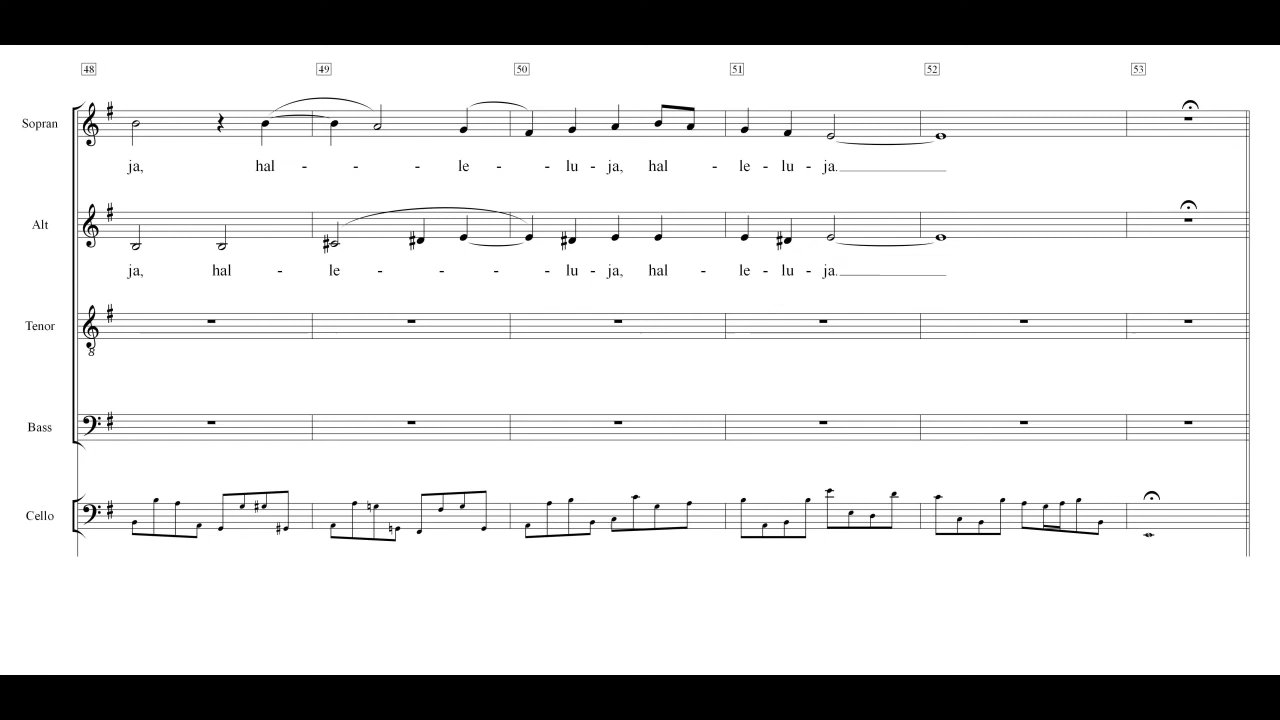 48 49 50 51 52 53
Sopran
ja, hal - - - le - - lu - ja, hal - le - lu - ja.
Alt
ja, hal - le - - - - lu - ja, hal - le - lu - ja.
Tenor
8
Bass
Cello